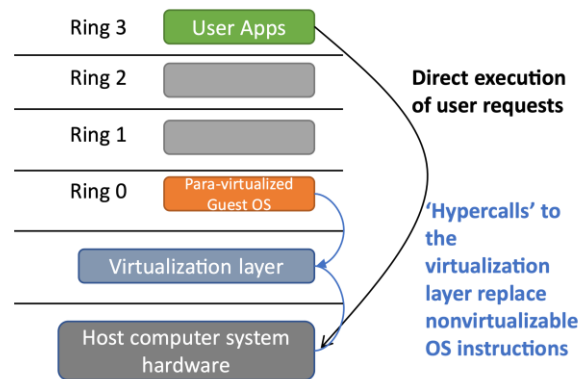 Ring 3
User Apps
Ring 2
Direct execution
of user requests
Ring 1
Ring 0
Para-virtualized
Guest OS
'Hypercalls' to
the
virtualization
layer replace
nonvirtualizable
OS instructions
Virtualization layer
Host computer system
hardware